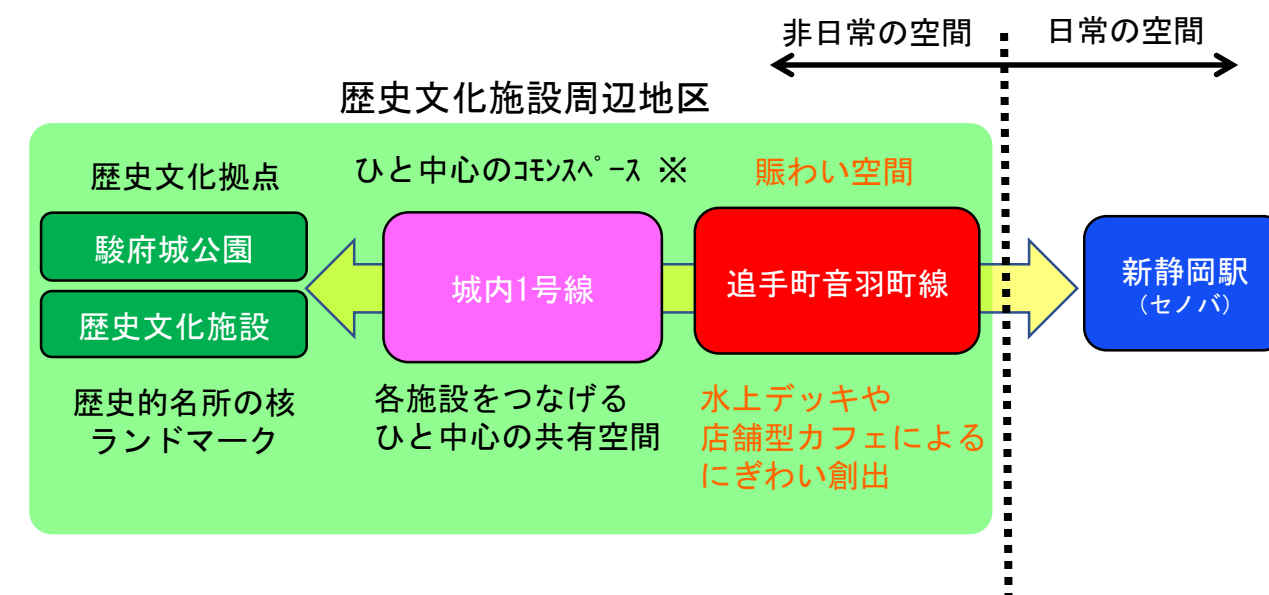 非日常の空間
日常の空間
歴史文化施設周辺地区
歴史文化拠点
ひと中心のｺﾓﾝｽﾍﾟｰｽ ※
賑わい空間
駿府城公園
歴史文化施設
城内1号線
追手町音羽町線
新静岡駅
(セノバ)
歴史的名所の核
ランドマーク
各施設をつなげる
ひと中心の共有空間
水上デッキや
店舗型カフェによる
にぎわい創出